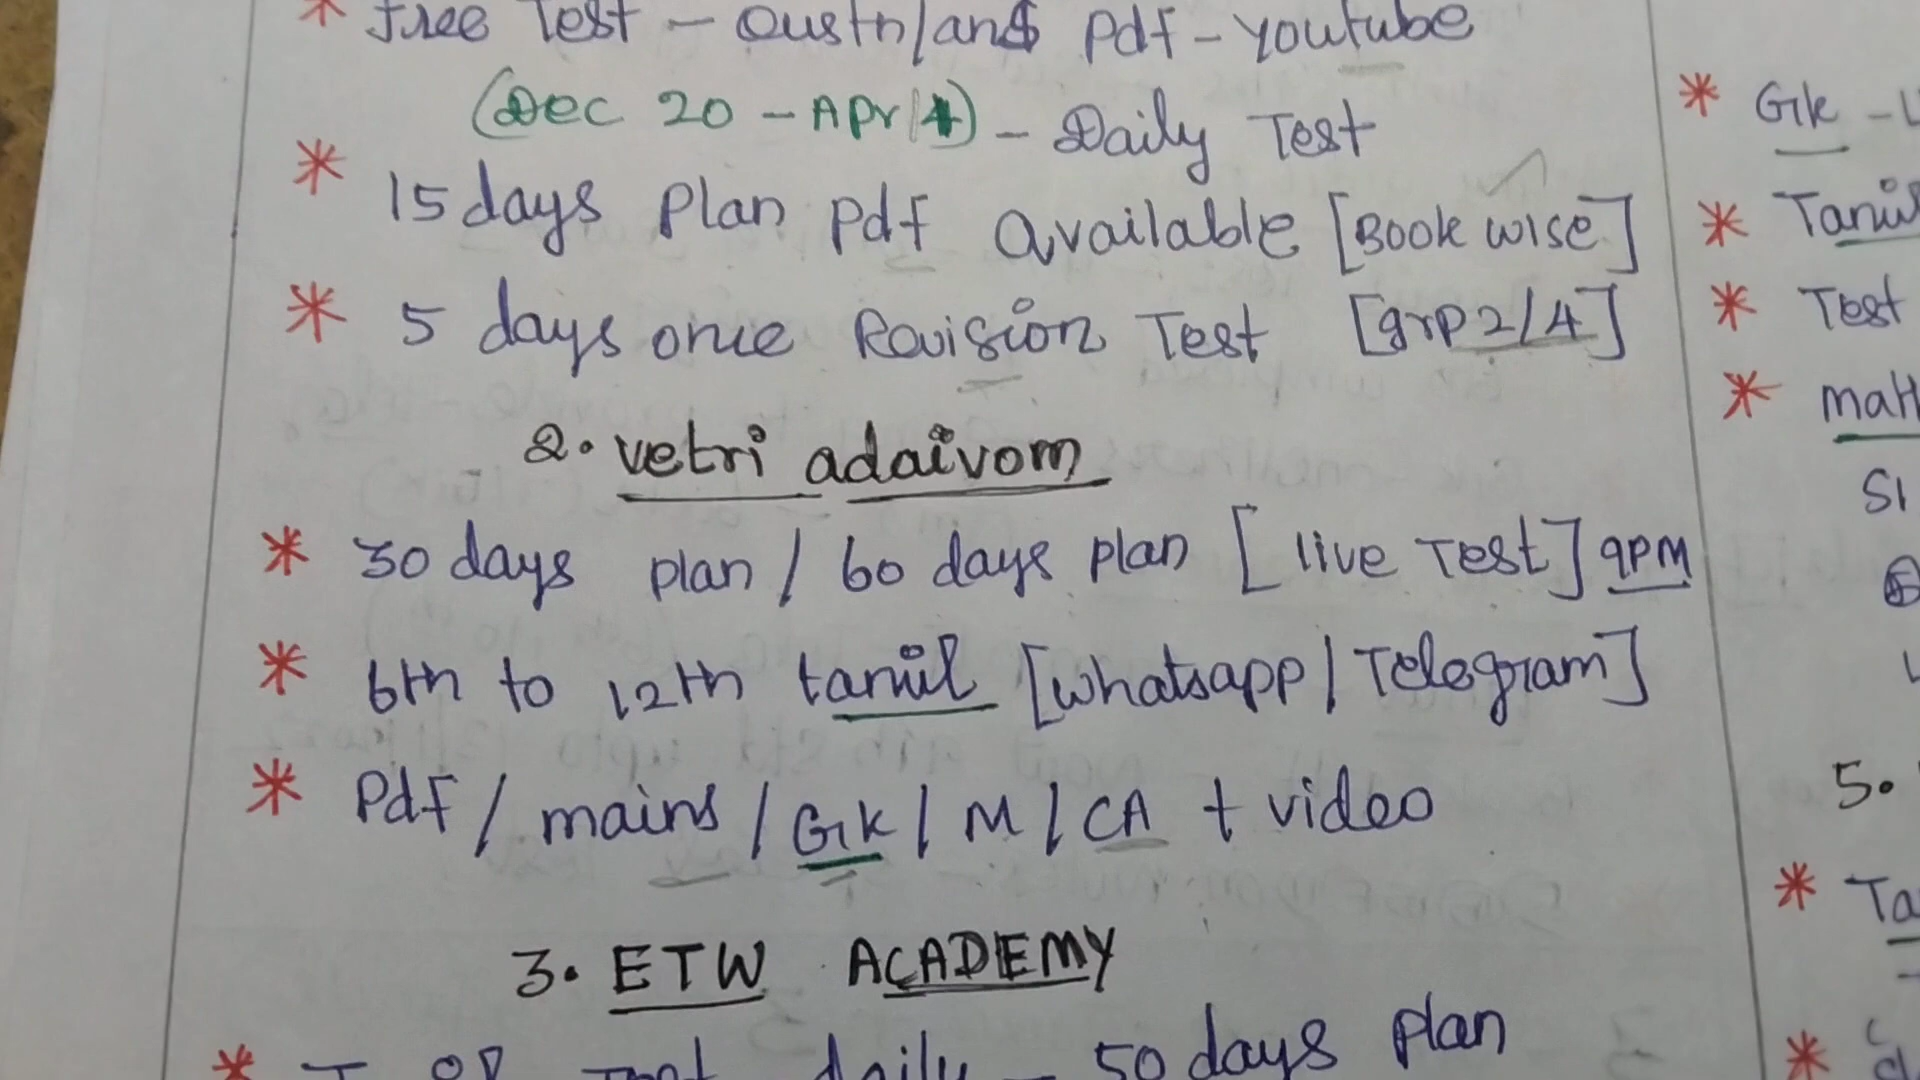 * free Test - Qustn/ans Pdf - youtube
(Dec 20 - APr/4) - Daily Test
* 15 days Plan Pdf available [Book wise]
* 5 days once Revision Test [grp 2/4]
2. vetri adaivom
* 30 days plan / 60 days plan [live Test] 9PM
* 6th to 12th tamil [whatsapp / Telegram]
* Pdf / mains / GK / M / CA + video
3. ETW ACADEMY
* daily - 50 days plan
* GK -
* Tamil
* Test
*
5.
*
*